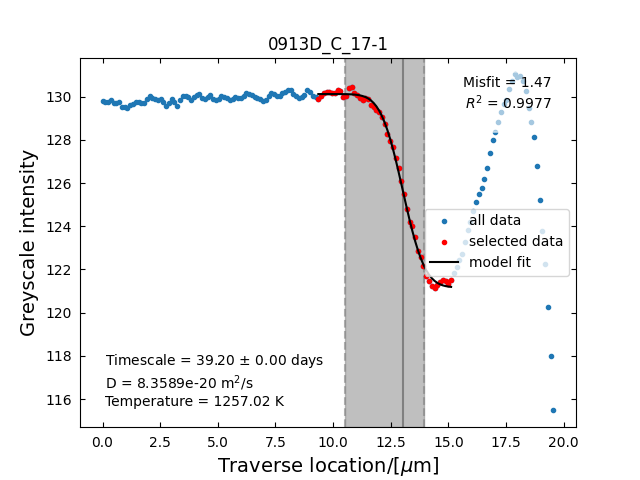 0913D_C_17-1
Misfit = 1.47
R² = 0.9977
Greyscale intensity
130
128
126
124
122
120
118
116
all data
selected data
model fit
Timescale = 39.20 ± 0.00 days
D = 8.3589e-20 m²/s
Temperature = 1257.02 K
0.0 2.5 5.0 7.5 10.0 12.5 15.0 17.5 20.0
Traverse location/[μm]